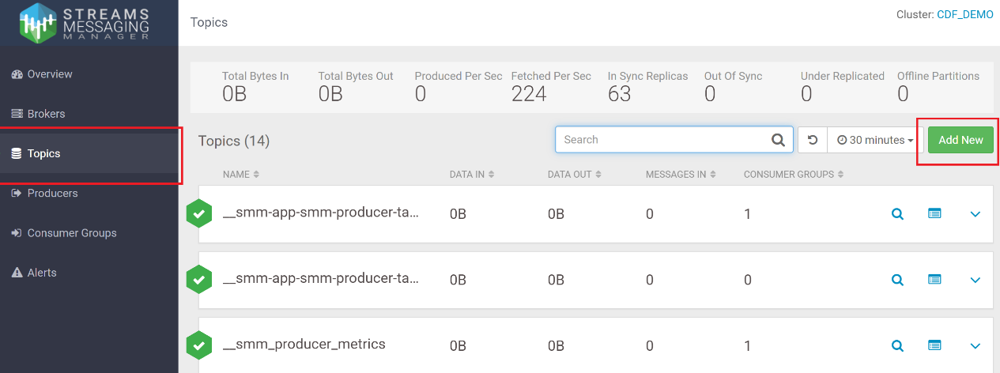 STREAMS
MESSAGING
MANAGER
Topics
Cluster: CDF_DEMO
Overview
Brokers
Topics
Producers
Consumer Groups
Alerts
Total Bytes In
0B
Total Bytes Out
0B
Produced Per Sec
0
Fetched Per Sec
224
In Sync Replicas
63
Out Of Sync
0
Under Replicated
0
Offline Partitions
0
Topics (14)
Search
30 minutes
Add New
NAME DATA IN DATA OUT MESSAGES IN CONSUMER GROUPS
__smm-app-smm-producer-ta... 0B 0B 0 1
__smm-app-smm-producer-ta... 0B 0B 0 0
__smm_producer_metrics 0B 0B 0 1